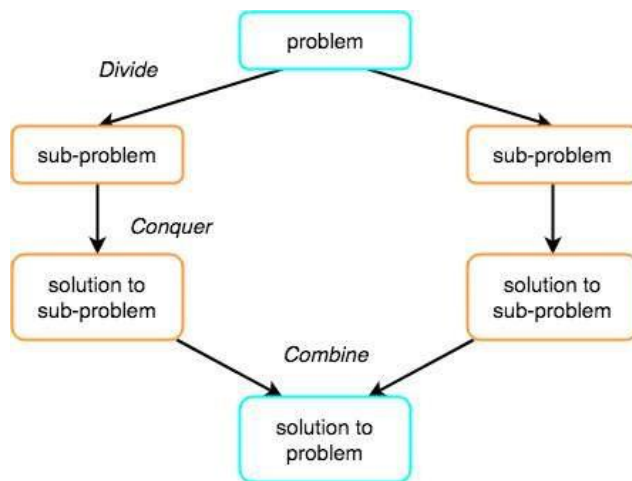 problem
Divide
sub-problem
sub-problem
Conquer
solution to
sub-problem
solution to
sub-problem
Combine
solution to
problem